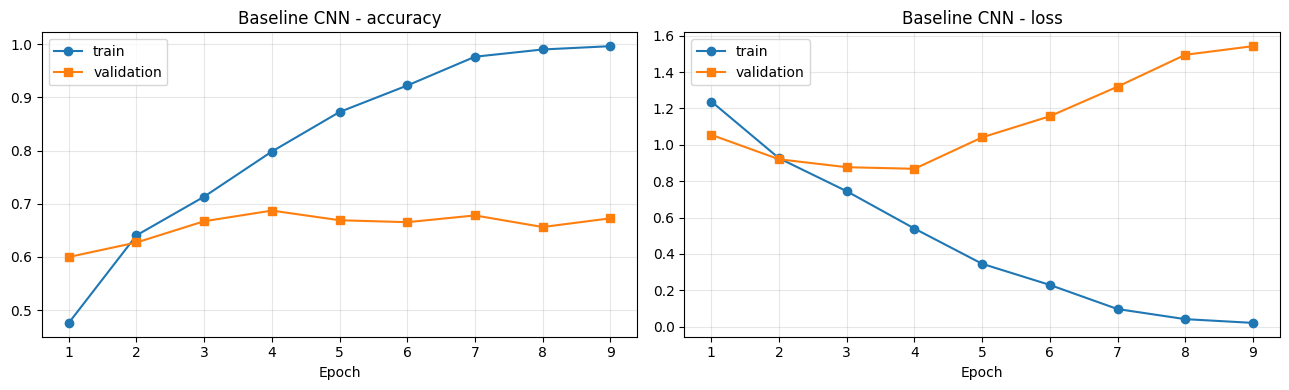 Baseline CNN - accuracy
train
validation
1.0
0.9
0.8
0.7
0.6
0.5
1 2 3 4 5 6 7 8 9
Epoch
Baseline CNN - loss
train
validation
1.6
1.4
1.2
1.0
0.8
0.6
0.4
0.2
0.0
1 2 3 4 5 6 7 8 9
Epoch